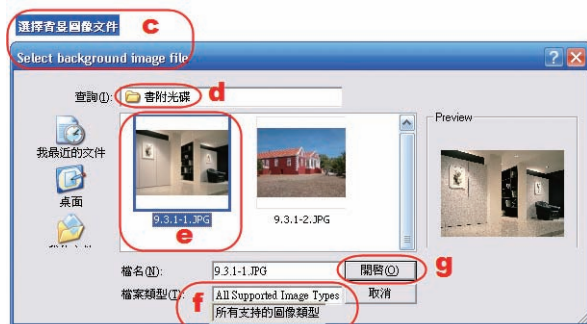 選擇背景圖像文件
c
Select background image file
查詢(I):
書附光碟
d
Preview
我最近的文件
桌面
9.3.1-1.JPG
9.3.1-2.JPG
e
檔名(N):
9.3.1-1.JPG
開啓(O)
g
檔案類型(T):
All Supported Image Types
取消
f
所有支持的圖像類型